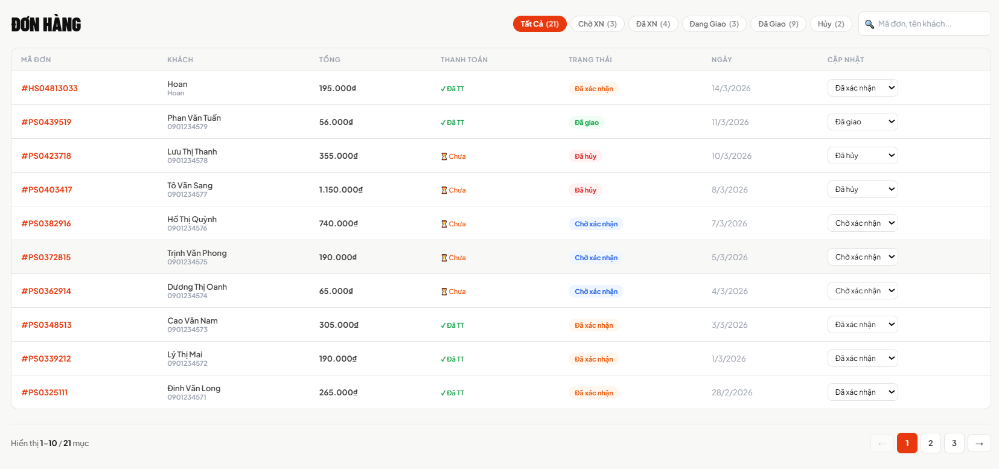 ĐƠN HÀNG
Tất Cả (21) Chờ XN (3) Đã XN (4) Đang Giao (3) Đã Giao (9) Hủy (2) Mã đơn, tên khách...
MÃ ĐƠN KHÁCH TỔNG THANH TOÁN TRẠNG THÁI NGÀY CẬP NHẬT
#HS04813033 Hoan 195.000₫ ✓ Đã TT Đã xác nhận 14/3/2026 Đã xác nhận
Hoan
#PS0439519 Phan Văn Tuấn 56.000₫ ✓ Đã TT Đã giao 11/3/2026 Đã giao
0901234579
#PS0423718 Lưu Thị Thanh 355.000₫ ⏳ Chưa Đã hủy 10/3/2026 Đã hủy
0901234578
#PS0403417 Tô Văn Sang 1.150.000₫ ⏳ Chưa Đã hủy 8/3/2026 Đã hủy
0901234577
#PS0382916 Hồ Thị Quỳnh 740.000₫ ⏳ Chưa Chờ xác nhận 7/3/2026 Chờ xác nhận
0901234576
#PS0372815 Trịnh Văn Phong 190.000₫ ⏳ Chưa Chờ xác nhận 5/3/2026 Chờ xác nhận
0901234575
#PS0362914 Dương Thị Oanh 65.000₫ ⏳ Chưa Chờ xác nhận 4/3/2026 Chờ xác nhận
0901234574
#PS0348513 Cao Văn Nam 305.000₫ ✓ Đã TT Đã xác nhận 3/3/2026 Đã xác nhận
0901234573
#PS0339212 Lý Thị Mai 190.000₫ ✓ Đã TT Đã xác nhận 1/3/2026 Đã xác nhận
0901234572
#PS0325111 Đinh Văn Long 265.000₫ ✓ Đã TT Đã xác nhận 28/2/2026 Đã xác nhận
0901234571
Hiển thị 1–10 / 21 mục ← 1 2 3 →